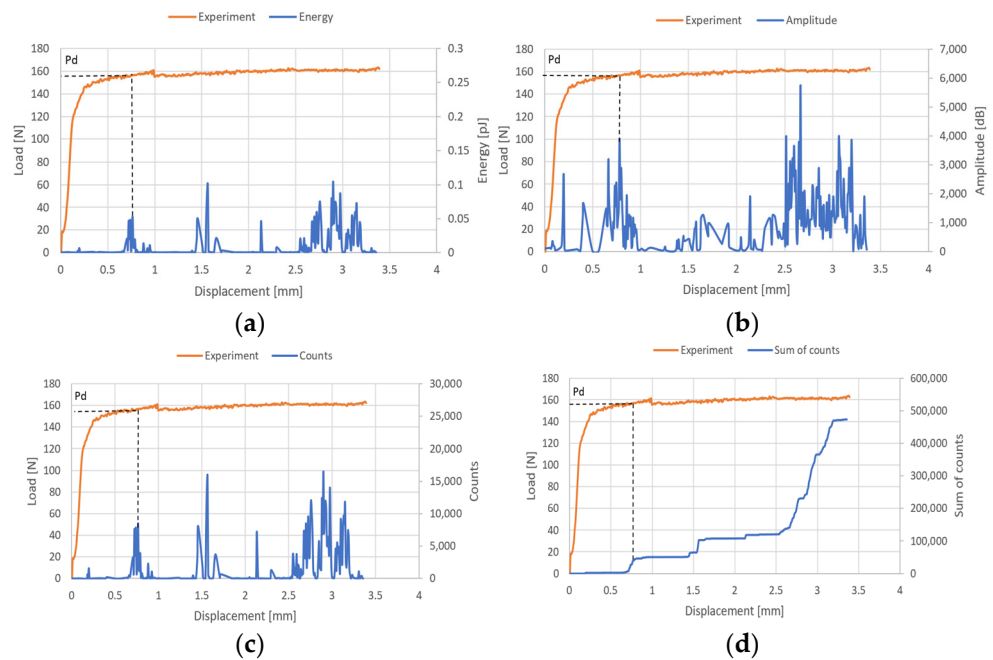 Experiment Energy
180 0.3
Pd
160
0.25
140
120 0.2
100
0.15
80
60 0.1
40
0.05
20
0 0
0 0.5 1 1.5 2 2.5 3 3.5 4
Load [N]
Energy [pJ]
Displacement [mm]
(a)
Experiment Amplitude
180 7,000
Pd
160 6,000
140
5,000
120
100 4,000
80 3,000
60
2,000
40
20 1,000
0 0
0 0.5 1 1.5 2 2.5 3 3.5 4
Load [N]
Amplitude [dB]
Displacement [mm]
(b)
Experiment Counts
180 30,000
Pd
160
25,000
140
120 20,000
100
15,000
80
60 10,000
40
5,000
20
0 0
0 0.5 1 1.5 2 2.5 3 3.5 4
Load [N]
Counts
Displacement [mm]
(c)
Experiment Sum of counts
180 600,000
Pd
160
500,000
140
120 400,000
100
300,000
80
60 200,000
40
100,000
20
0 0
0 0.5 1 1.5 2 2.5 3 3.5 4
Load [N]
Sum of counts
Displacement [mm]
(d)